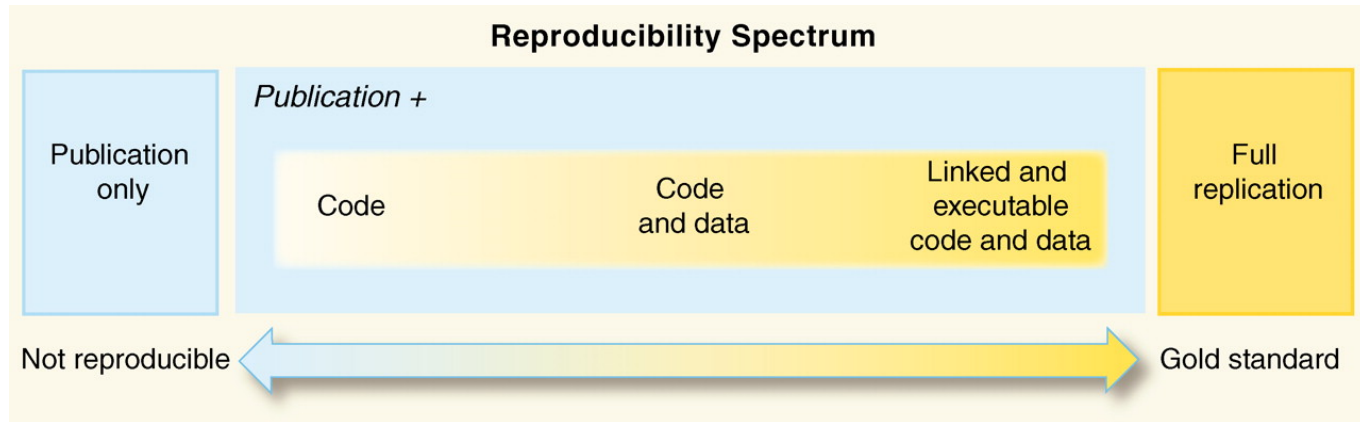 Reproducibility Spectrum
Publication
only
Publication +
Code
Code
and data
Linked and
executable
code and data
Full
replication
Not reproducible
Gold standard